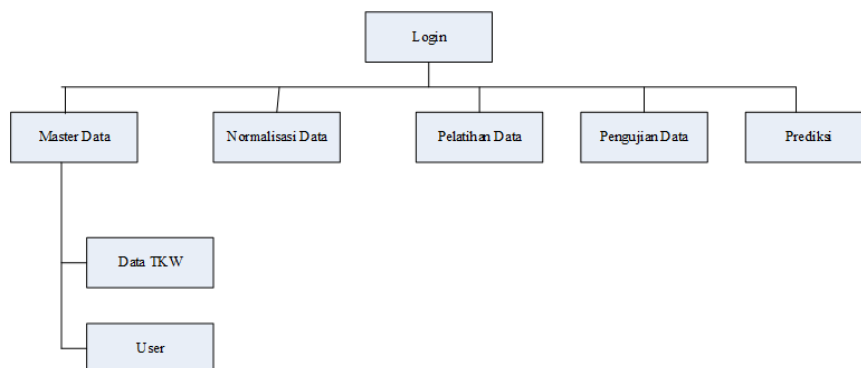 Login
Master Data
Normalisasi Data
Pelatihan Data
Pengujian Data
Prediksi
Data TKW
User